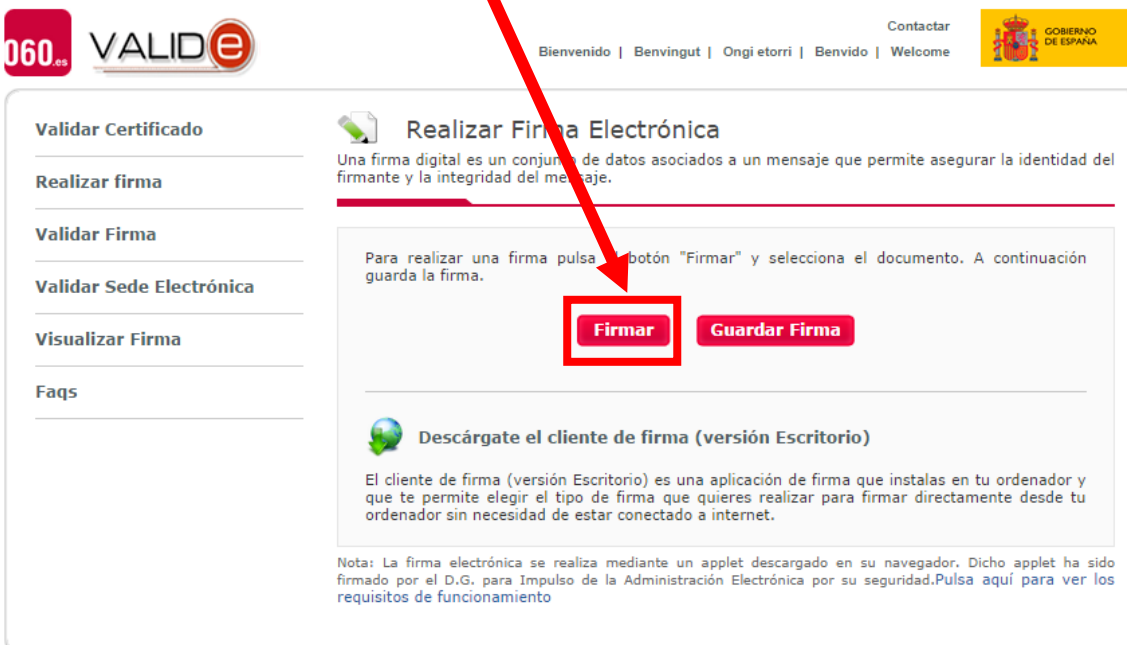 060.es
VALIDe
Contactar
Bienvenido | Benvingut | Ongi etorri | Benvido | Welcome
GOBIERNO
DE ESPAÑA
Validar Certificado
Realizar firma
Validar Firma
Validar Sede Electrónica
Visualizar Firma
Faqs
Realizar Firma Electrónica
Una firma digital es un conjunto de datos asociados a un mensaje que permite asegurar la identidad del
firmante y la integridad del mensaje.
Para realizar una firma pulsa botón "Firmar" y selecciona el documento. A continuación
guarda la firma.
Firmar
Guardar Firma
Descárgate el cliente de firma (versión Escritorio)
El cliente de firma (versión Escritorio) es una aplicación de firma que instalas en tu ordenador y
que te permite elegir el tipo de firma que quieres realizar para firmar directamente desde tu
ordenador sin necesidad de estar conectado a internet.
Nota: La firma electrónica se realiza mediante un applet descargado en su navegador. Dicho applet ha sido
firmado por el D.G. para Impulso de la Administración Electrónica por su seguridad.Pulsa aquí para ver los
requisitos de funcionamiento